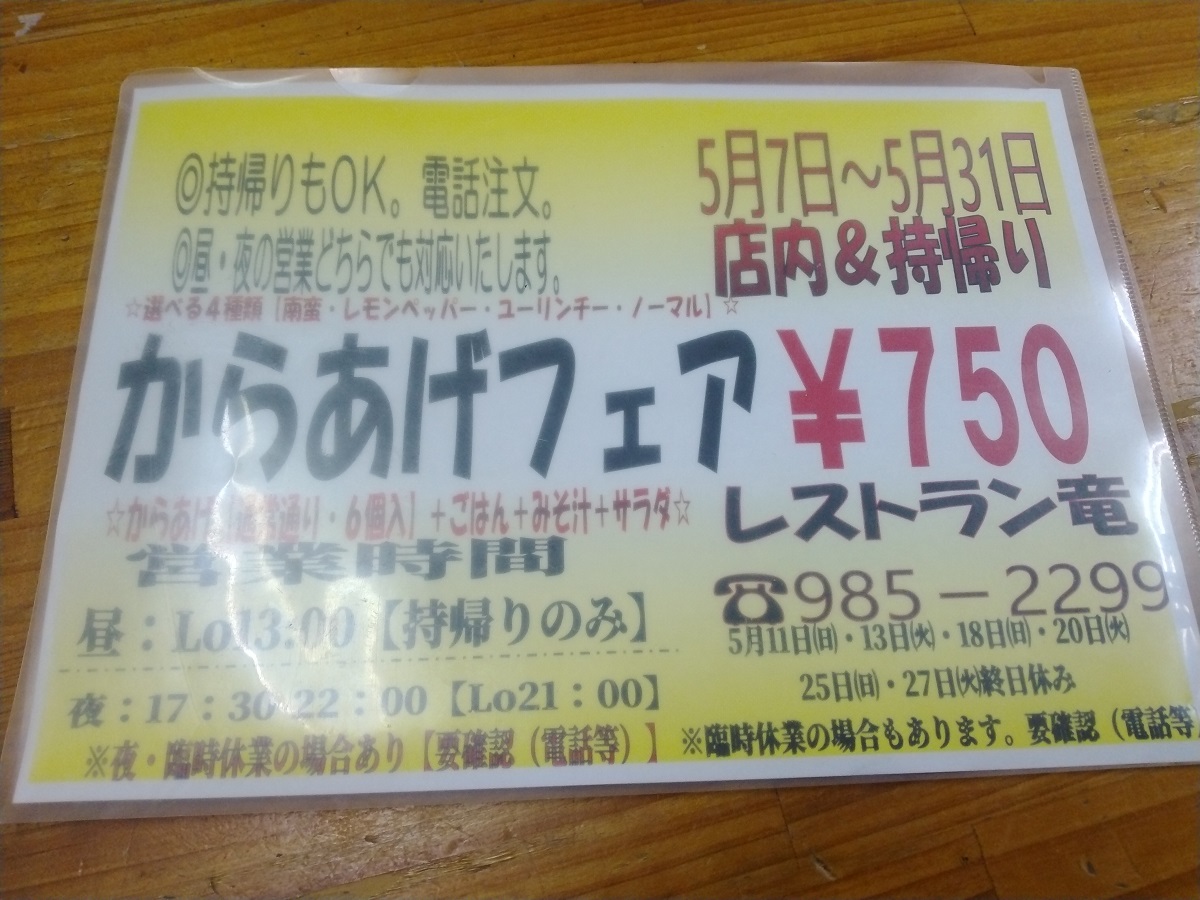 ◎持帰りもOK。電話注文。
◎昼・夜の営業どちらでも対応いたします。
5月7日～5月31日
店内＆持帰り
☆選べる4種類【南蛮・レモンペッパー・ユーリンチー・ノーマル】☆
からあげフェア¥750
☆からあげ【通常通り・6個入】+ごはん+みそ汁+サラダ☆
レストラン竜
☎985－2299
営業時間
昼：Lo13:00【持帰りのみ】
夜：17：30-22：00【Lo21：00】
※夜・臨時休業の場合あり【要確認（電話等）】
5月11日㈰・13日㈫・18日㈰・20日㈫
25日㈰・27日㈫終日休み
※臨時休業の場合もあります。要確認（電話等）